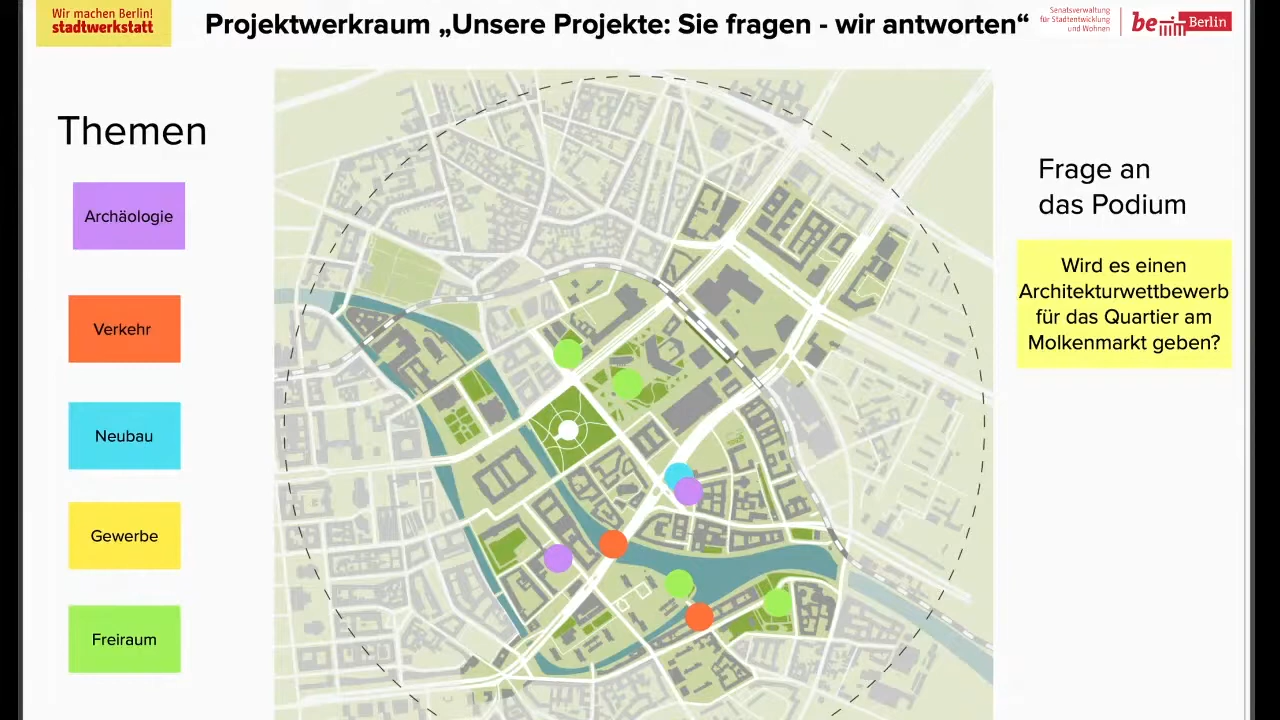 Wir machen Berlin!
stadtwerkstatt
Projektwerkraum „Unsere Projekte: Sie fragen - wir antworten“
Senatsverwaltung
für Stadtentwicklung
und Wohnen
be Berlin
Themen
Archäologie
Verkehr
Neubau
Gewerbe
Freiraum
Frage an
das Podium
Wird es einen
Architekturwettbewerb
für das Quartier am
Molkenmarkt geben?